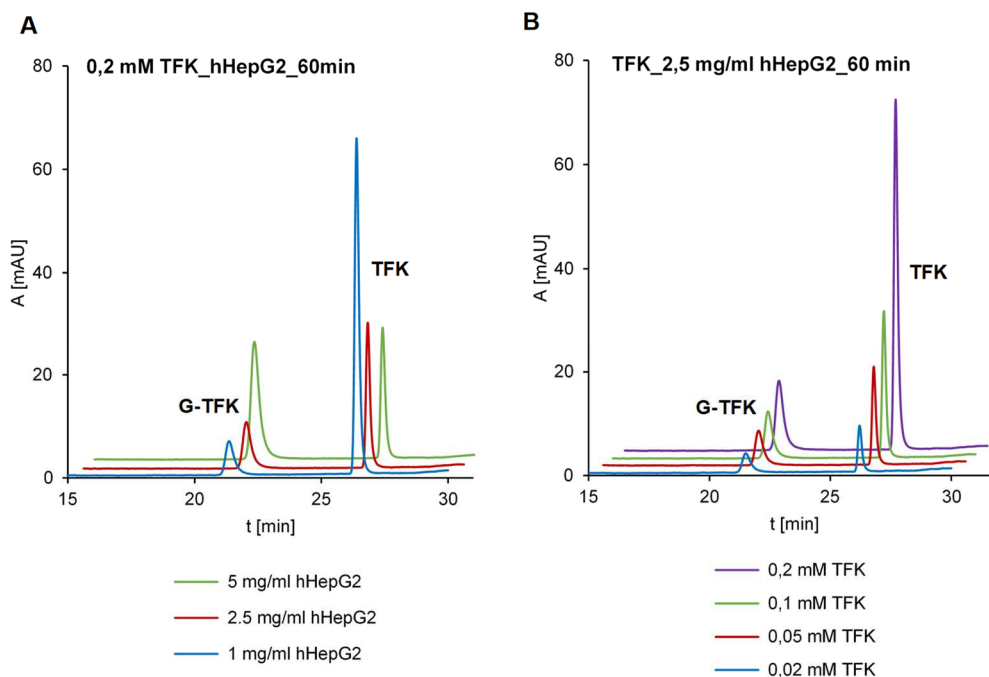 A
0,2 mM TFK_hHepG2_60min
80
60
40
20
0
A [mAU]
G-TFK
TFK
15
20
25
30
t [min]
5 mg/ml hHepG2
2.5 mg/ml hHepG2
1 mg/ml hHepG2
B
TFK_2,5 mg/ml hHepG2_60 min
80
60
40
20
0
A [mAU]
G-TFK
TFK
15
20
25
30
t [min]
0,2 mM TFK
0,1 mM TFK
0,05 mM TFK
0,02 mM TFK